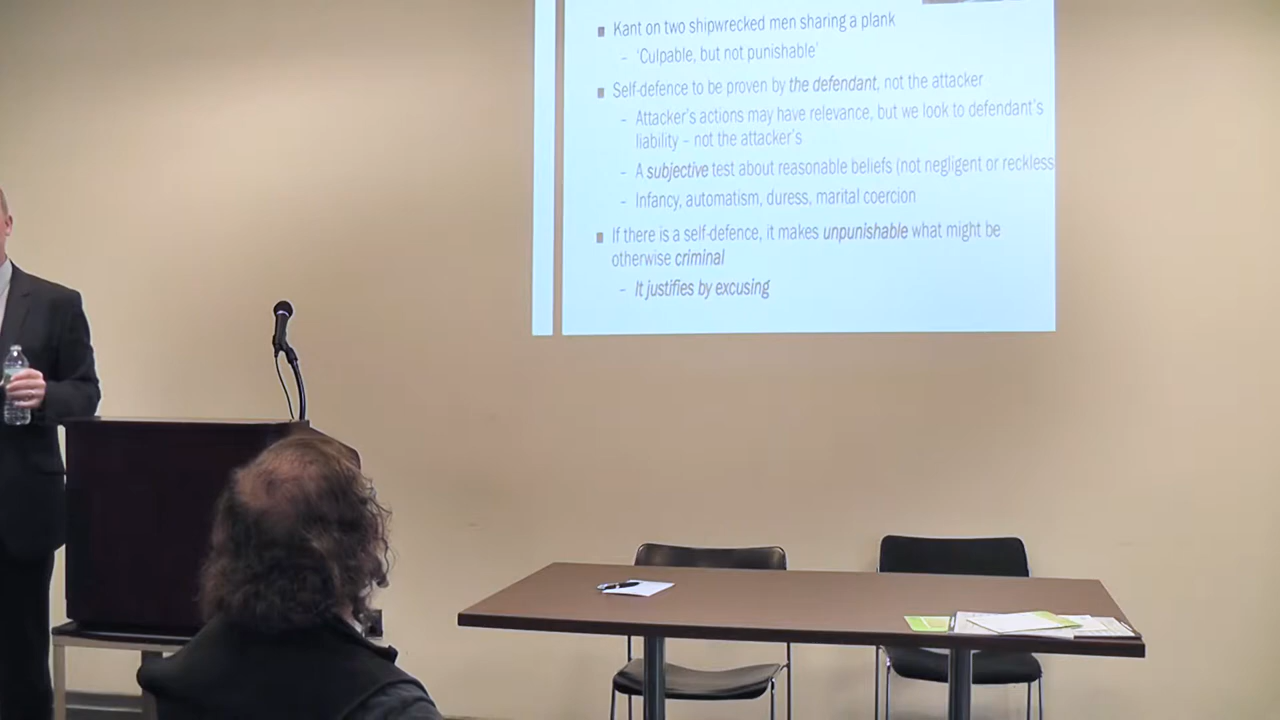 Kant on two shipwrecked men sharing a plank
– 'Culpable, but not punishable'
Self-defence to be proven by the defendant, not the attacker
– Attacker's actions may have relevance, but we look to defendant's
liability – not the attacker's
– A subjective test about reasonable beliefs (not negligent or reckless
– Infancy, automatism, duress, marital coercion
If there is a self-defence, it makes unpunishable what might be
otherwise criminal
– It justifies by excusing